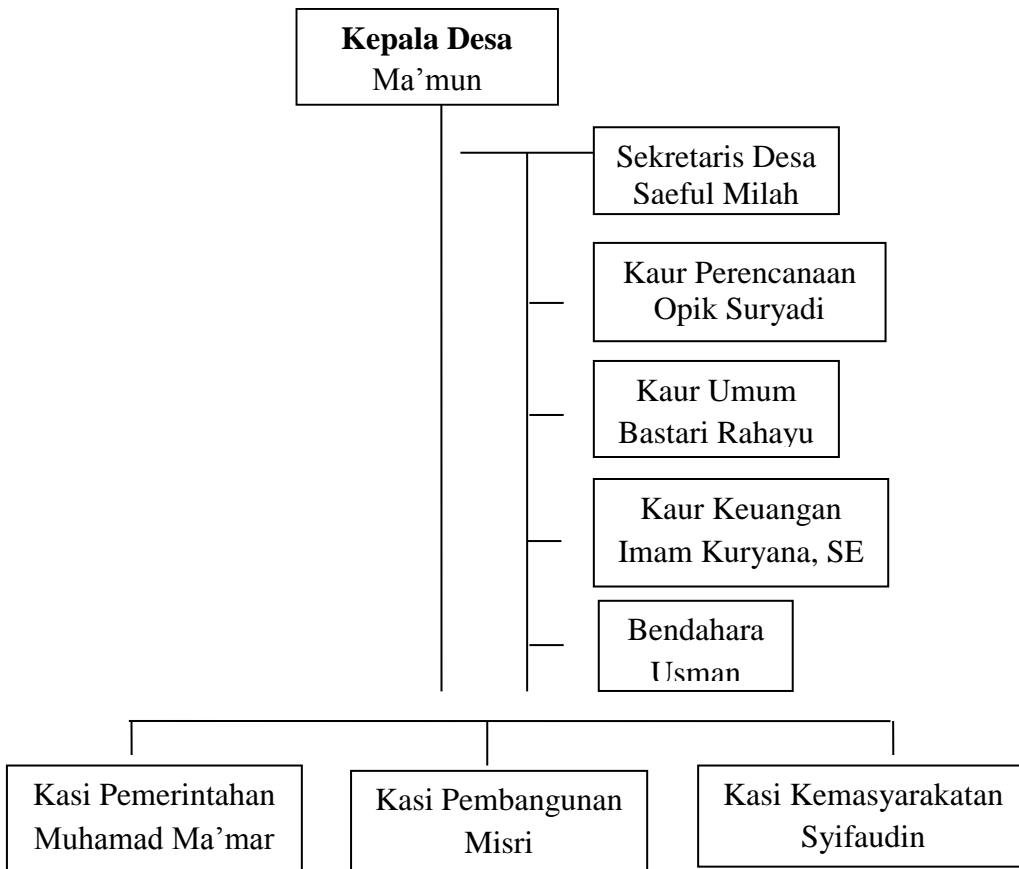 Kepala Desa
Ma’mun
Sekretaris Desa
Saeful Milah
Kaur Perencanaan
Opik Suryadi
Kaur Umum
Bastari Rahayu
Kaur Keuangan
Imam Kuryana, SE
Bendahara
Usman
Kasi Pemerintahan
Muhamad Ma’mar
Kasi Pembangunan
Misri
Kasi Kemasyarakatan
Syifaudin